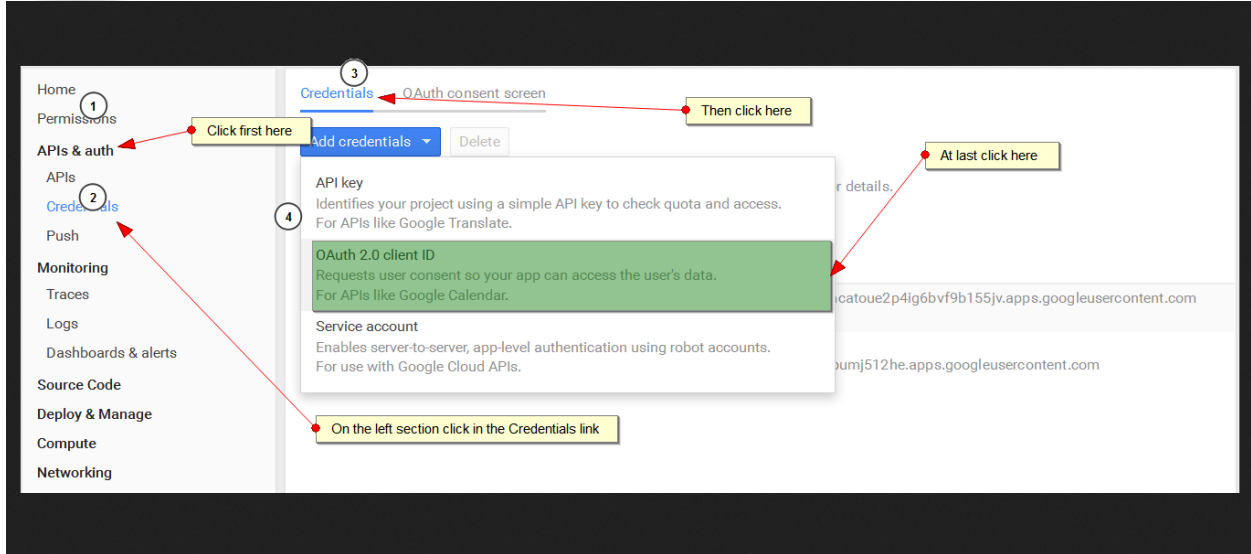 Home
1
Permissions
Click first here
APIs & auth
APIs
2
Credentials
Push
Monitoring
Traces
Logs
Dashboards & alerts
Source Code
Deploy & Manage
Compute
Networking
3
Credentials
OAuth consent screen
Then click here
Add credentials
Delete
At last click here
r details.
API key
Identifies your project using a simple API key to check quota and access.
For APIs like Google Translate.
4
OAuth 2.0 client ID
Requests user consent so your app can access the user's data.
For APIs like Google Calendar.
catoue2p4ig6bvf9b155jv.apps.googleusercontent.com
Service account
Enables server-to-server, app-level authentication using robot accounts.
For use with Google Cloud APIs.
umj512he.apps.googleusercontent.com
On the left section click in the Credentials link